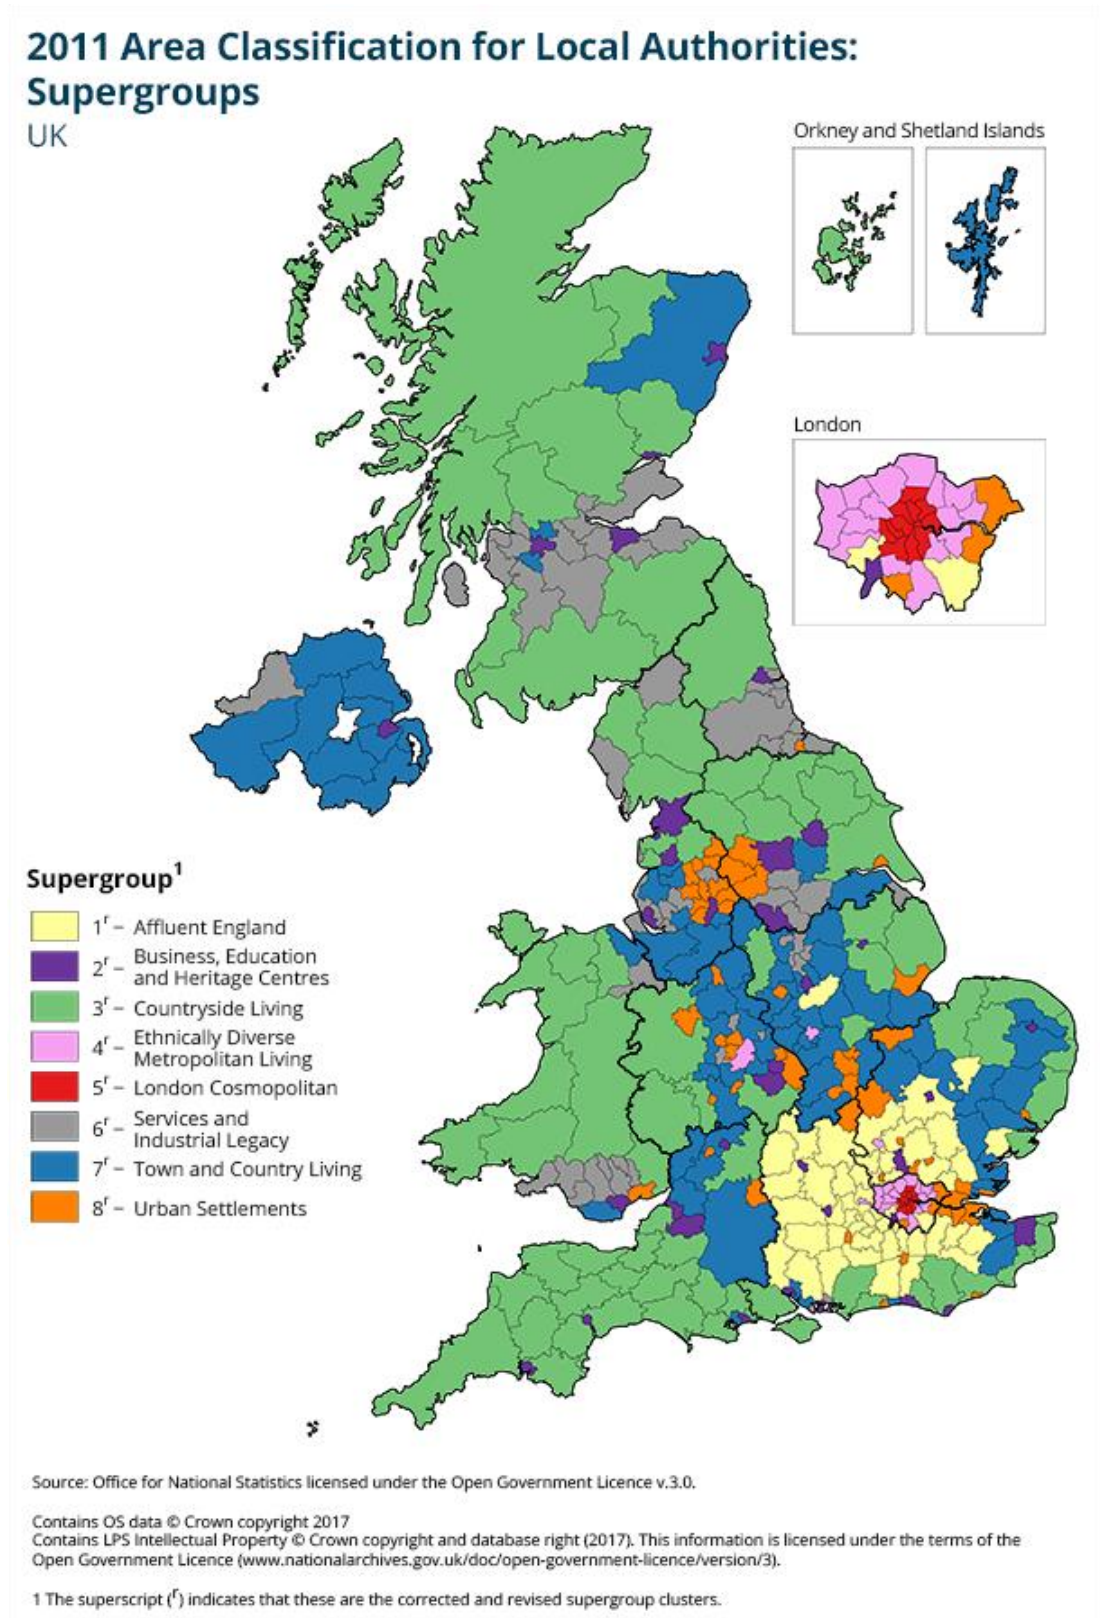 2011 Area Classification for Local Authorities:
Supergroups
UK
Orkney and Shetland Islands
London
Supergroup¹
1ʳ – Affluent England
2ʳ – Business, Education
and Heritage Centres
3ʳ – Countryside Living
4ʳ – Ethnically Diverse
Metropolitan Living
5ʳ – London Cosmopolitan
6ʳ – Services and
Industrial Legacy
7ʳ – Town and Country Living
8ʳ – Urban Settlements
Source: Office for National Statistics licensed under the Open Government Licence v.3.0.
Contains OS data © Crown copyright 2017
Contains LPS Intellectual Property © Crown copyright and database right (2017). This information is licensed under the terms of the
Open Government Licence (www.nationalarchives.gov.uk/doc/open-government-licence/version/3).
1 The superscript (ʳ) indicates that these are the corrected and revised supergroup clusters.